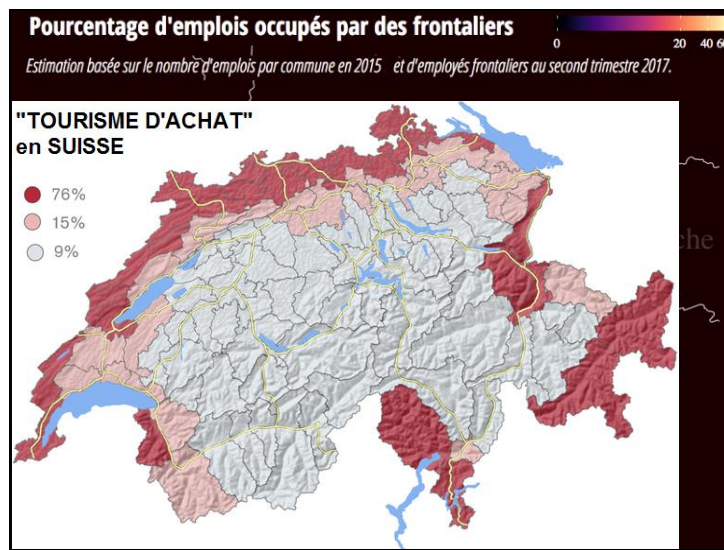 Pourcentage d'emplois occupés par des frontaliers
0 20 40 60
Estimation basée sur le nombre d'emplois par commune en 2015 et d'employés frontaliers au second trimestre 2017.
"TOURISME D'ACHAT"
en SUISSE
76%
15%
9%
che